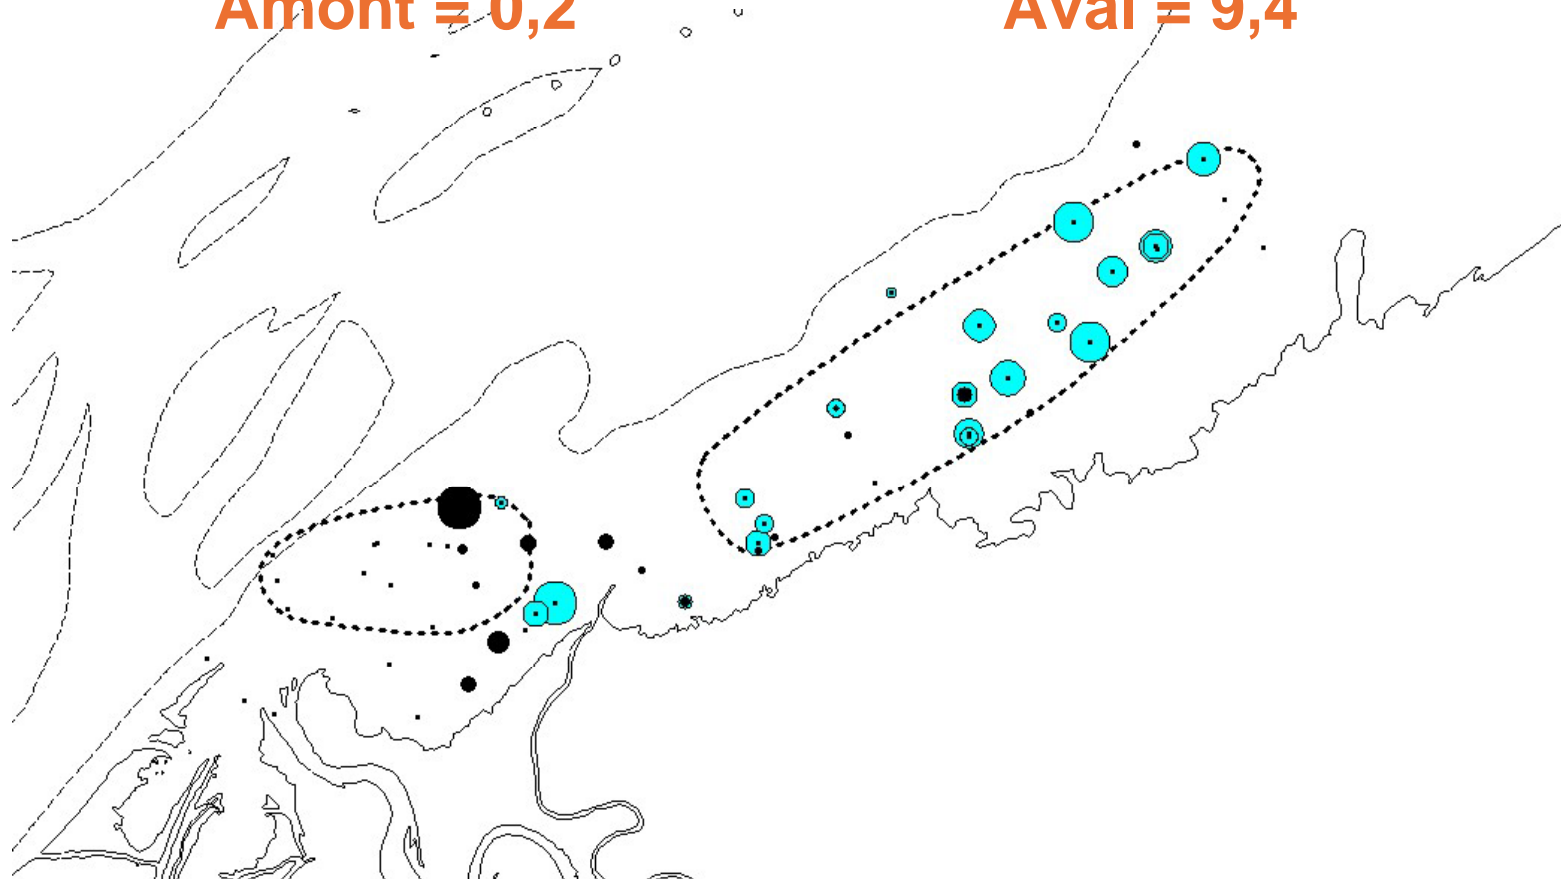 Amont = 0,2
Aval = 9,4